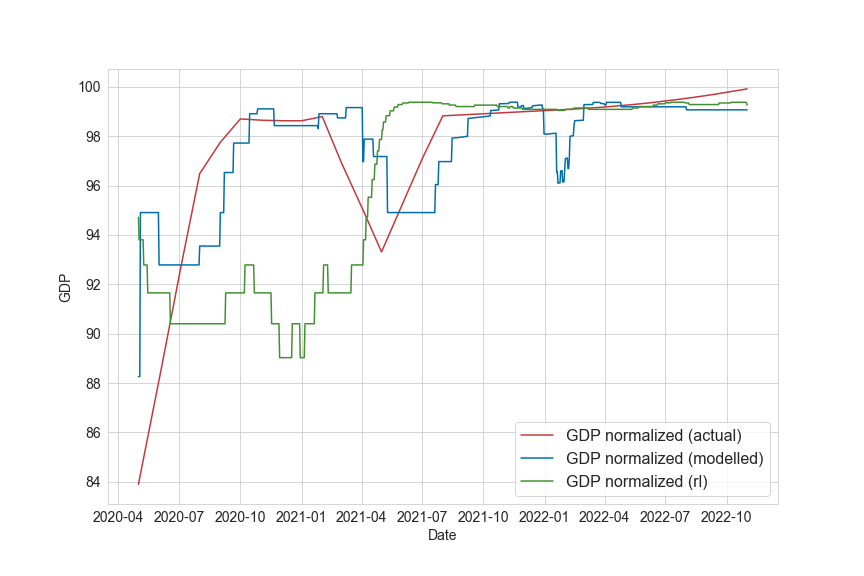 100
98
96
94
92
90
88
86
84
GDP
2020-04 2020-07 2020-10 2021-01 2021-04 2021-07 2021-10 2022-01 2022-04 2022-07 2022-10
Date
GDP normalized (actual)
GDP normalized (modelled)
GDP normalized (rl)